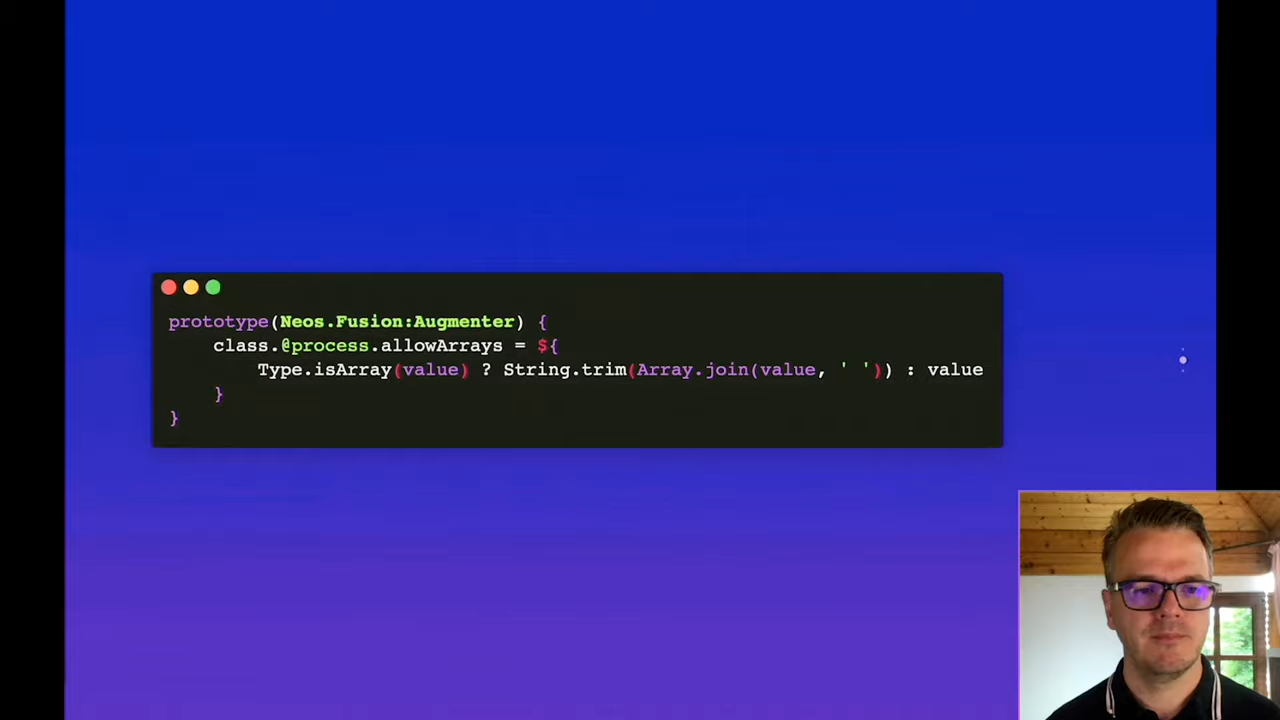 prototype(Neos.Fusion:Augmenter) {
class.@process.allowArrays = ${
Type.isArray(value) ? String.trim(Array.join(value, ' ')) : value
}
}